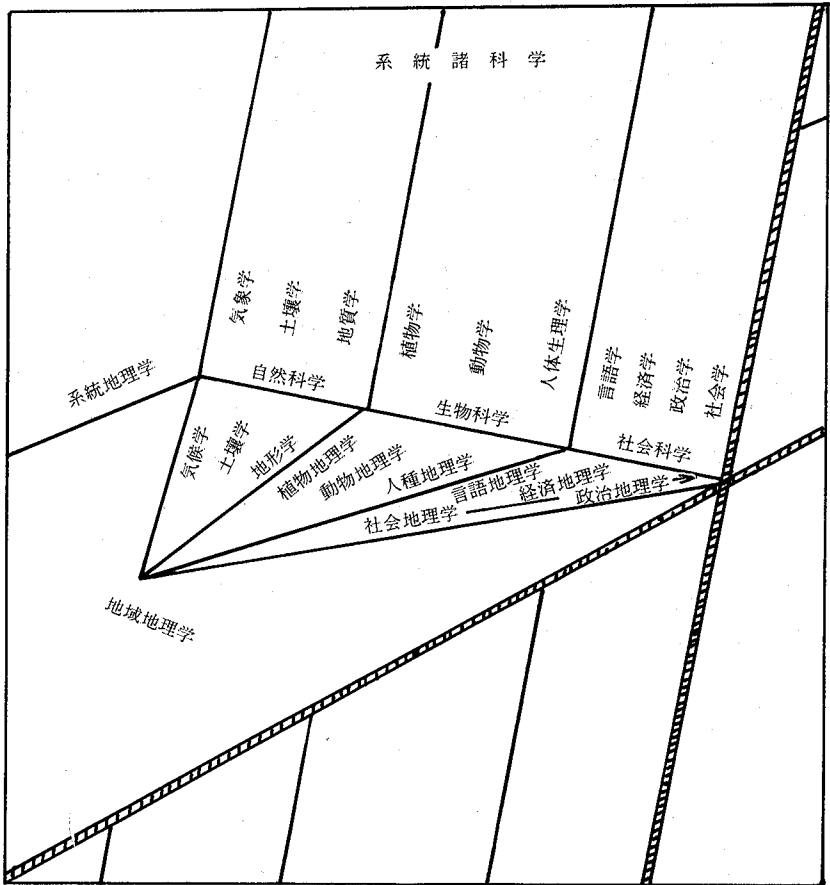 系統諸科学
気象学
土壌学
地質学
植物学
動物学
人体生理学
言語学
経済学
政治学
社会学
系統地理学
自然科学
生物科学
社会科学
気候学
土壌学
地形学
植物地理学
動物地理学
人種地理学
言語地理学
経済地理学
政治地理学
社会地理学
地域地理学